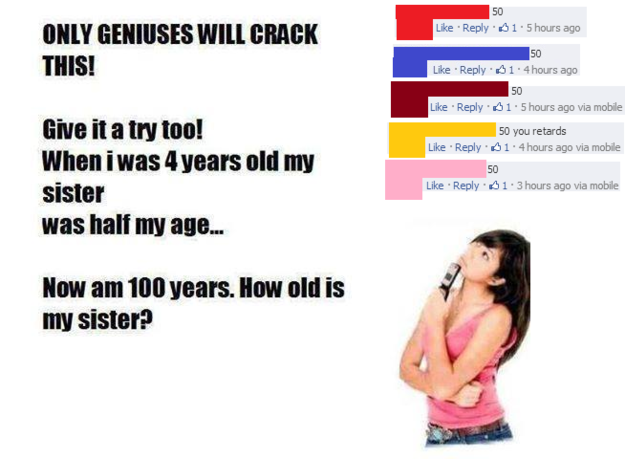 ONLY GENIUSES WILL CRACK
THIS!
Give it a try too!
When i was 4 years old my
sister
was half my age...
Now am 100 years. How old is
my sister?
50
Like · Reply · 1 · 5 hours ago
50
Like · Reply · 1 · 4 hours ago
50
Like · Reply · 1 · 5 hours ago via mobile
50 you retards
Like · Reply · 1 · 4 hours ago via mobile
50
Like · Reply · 1 · 3 hours ago via mobile